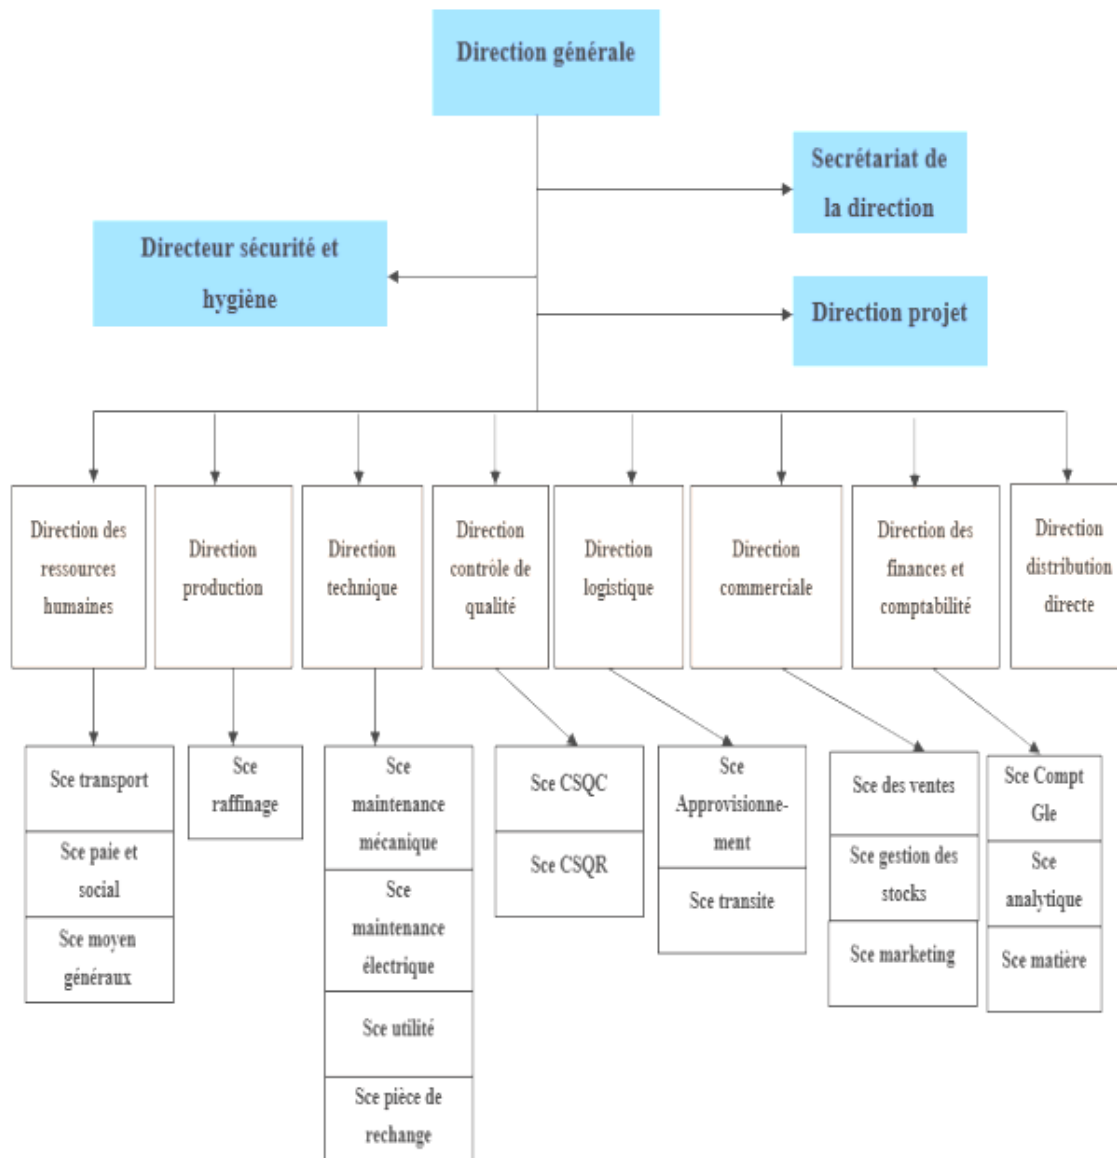 Direction générale
Secrétariat de
la direction
Directeur sécurité et
hygiène
Direction projet
Direction des
ressources
humaines
Direction
production
Direction
technique
Direction
contrôle de
qualité
Direction
logistique
Direction
commerciale
Direction des
finances et
comptabilité
Direction
distribution
directe
Sce transport
Sce paie et
social
Sce moyen
généraux
Sce
raffinage
Sce
maintenance
mécanique
Sce
maintenance
électrique
Sce utilité
Sce pièce de
rechange
Sce CSQC
Sce CSQR
Sce
Approvisionne-
ment
Sce transite
Sce des ventes
Sce gestion des
stocks
Sce marketing
Sce Compt
Gle
Sce
analytique
Sce matière